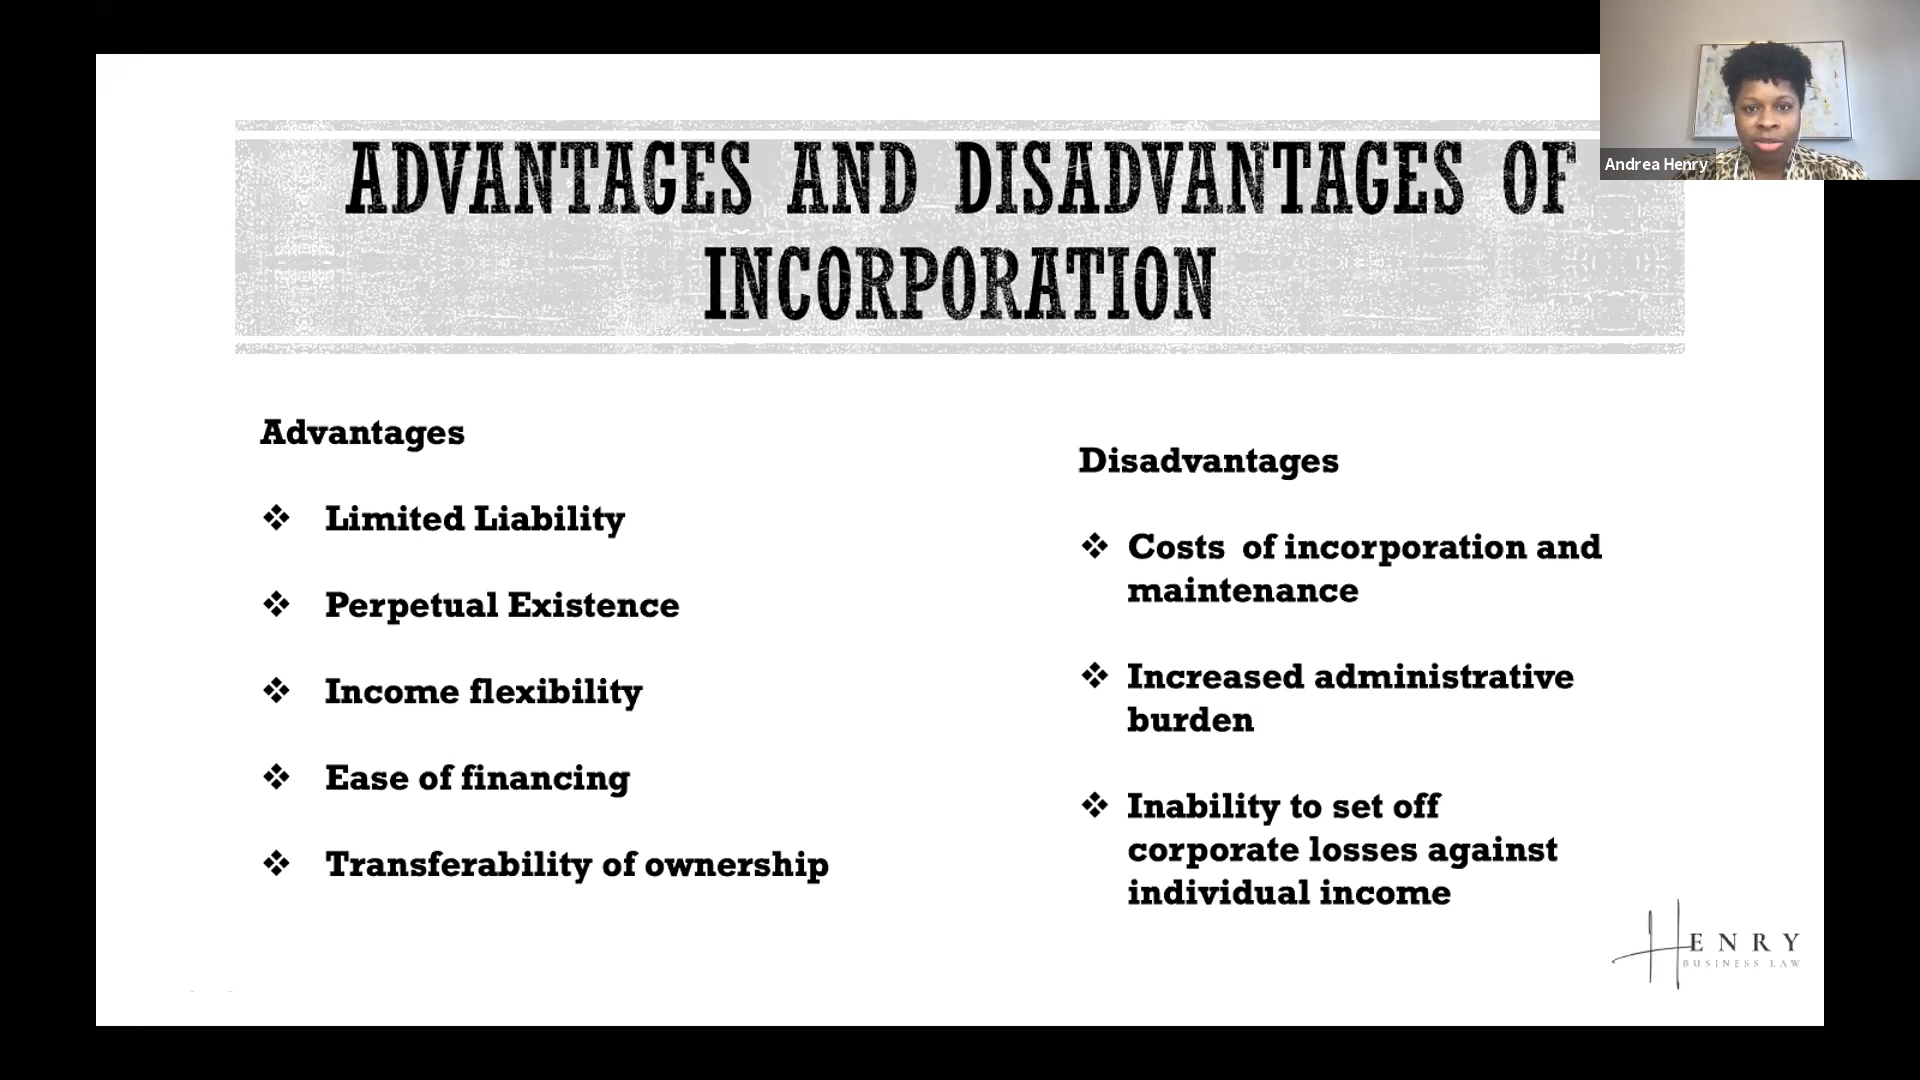 ADVANTAGES AND DISADVANTAGES OF
INCORPORATION
Andrea Henry
Advantages
❖ Limited Liability
❖ Perpetual Existence
❖ Income flexibility
❖ Ease of financing
❖ Transferability of ownership
Disadvantages
❖ Costs of incorporation and
maintenance
❖ Increased administrative
burden
❖ Inability to set off
corporate losses against
individual income
HENRY
BUSINESS LAW